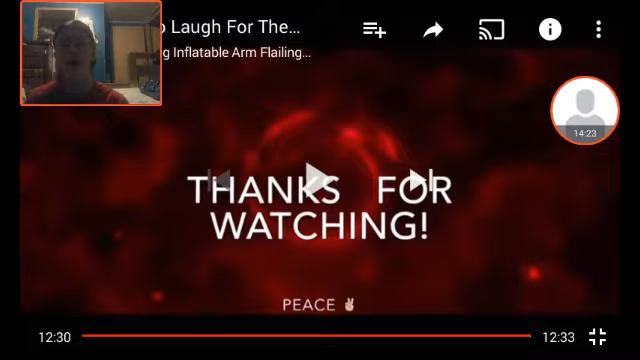 o Laugh For The...
g Inflatable Arm Flailing...
14:23
THANKS FOR
WATCHING!
PEACE ✌🏼
12:30
12:33